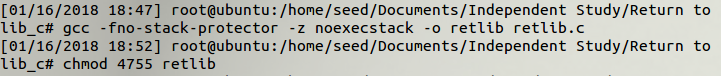 [01/16/2018 18:47] root@ubuntu:/home/seed/Documents/Independent Study/Return to
lib_c# gcc -fno-stack-protector -z noexecstack -o retlib retlib.c
[01/16/2018 18:52] root@ubuntu:/home/seed/Documents/Independent Study/Return to
lib_c# chmod 4755 retlib